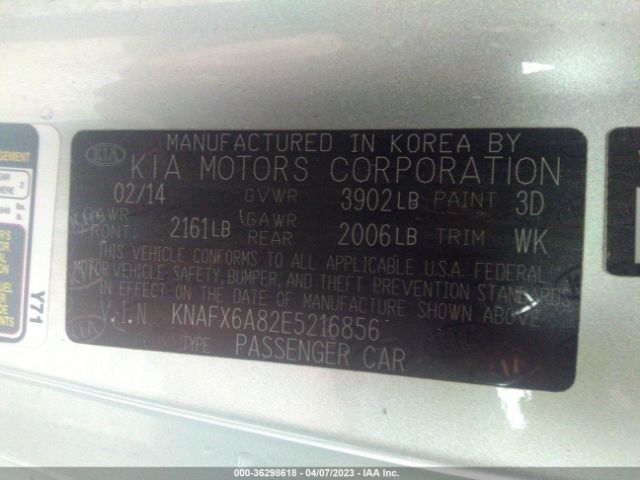 MANUFACTURED IN KOREA BY
KIA KIA MOTORS CORPORATION
02/14 GVWR 3902LB PAINT 3D
GAWR FRONT 2161LB GAWR REAR 2006LB TRIM WK
THIS VEHICLE CONFORMS TO ALL APPLICABLE U.S.A. FEDERAL
MOTOR VEHICLE SAFETY, BUMPER, AND THEFT PREVENTION STANDARDS
IN EFFECT ON THE DATE OF MANUFACTURE SHOWN ABOVE
V.I.N KNAFX6A82E5216856
TYPE PASSENGER CAR
Y71
000-36298618 - 04/07/2023 - IAA Inc.